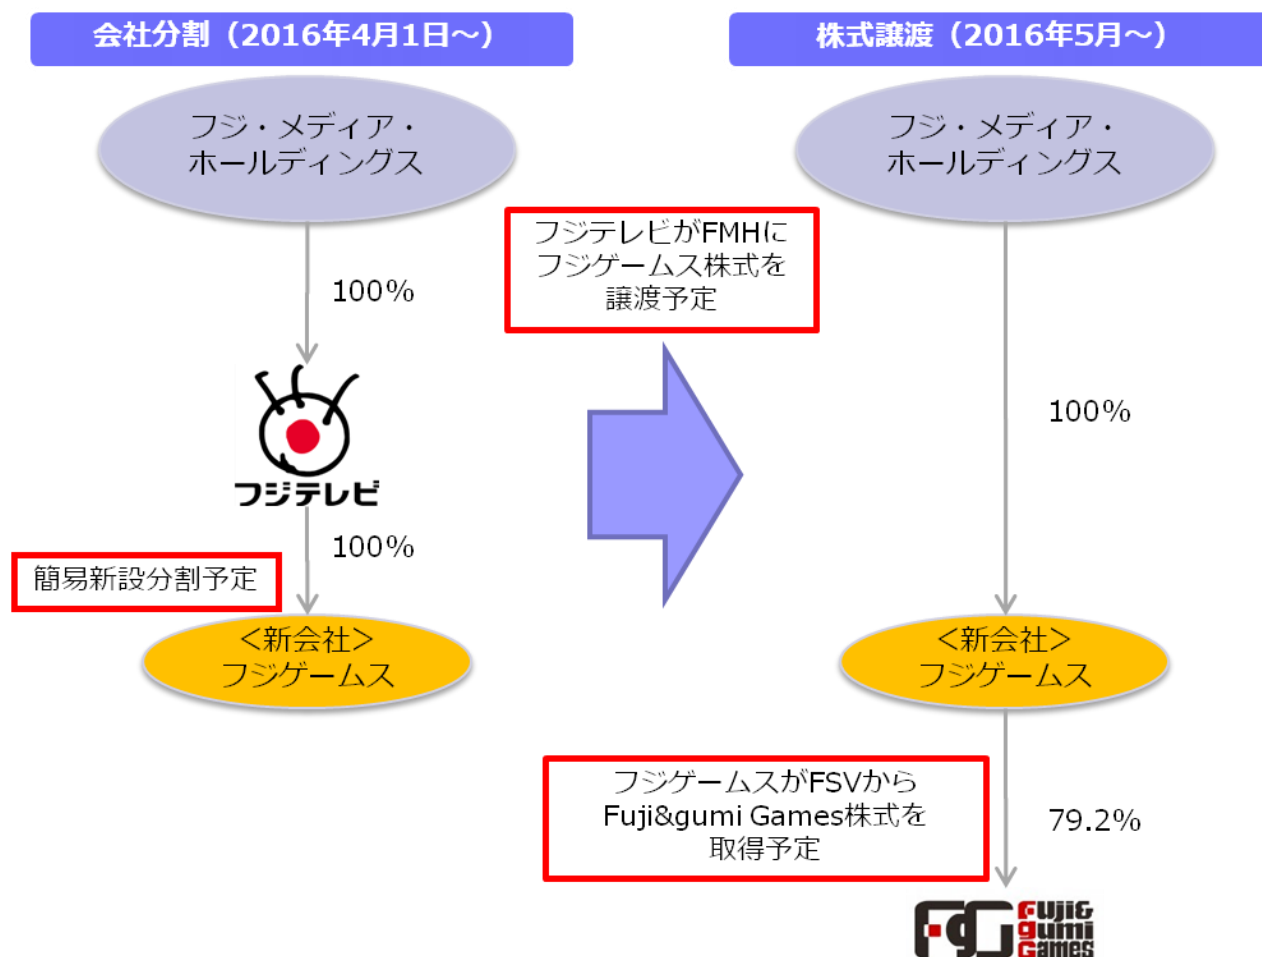 会社分割（2016年4月1日～）
フジ・メディア・
ホールディングス
100%
フジテレビ
100%
簡易新設分割予定
＜新会社＞
フジゲームス
フジテレビがFMHに
フジゲームス株式を
譲渡予定
株式譲渡（2016年5月～）
フジ・メディア・
ホールディングス
100%
＜新会社＞
フジゲームス
フジゲームスがFSVから
Fuji&gumi Games株式を
取得予定
79.2%
FgG
Fuji&
gumi
Games